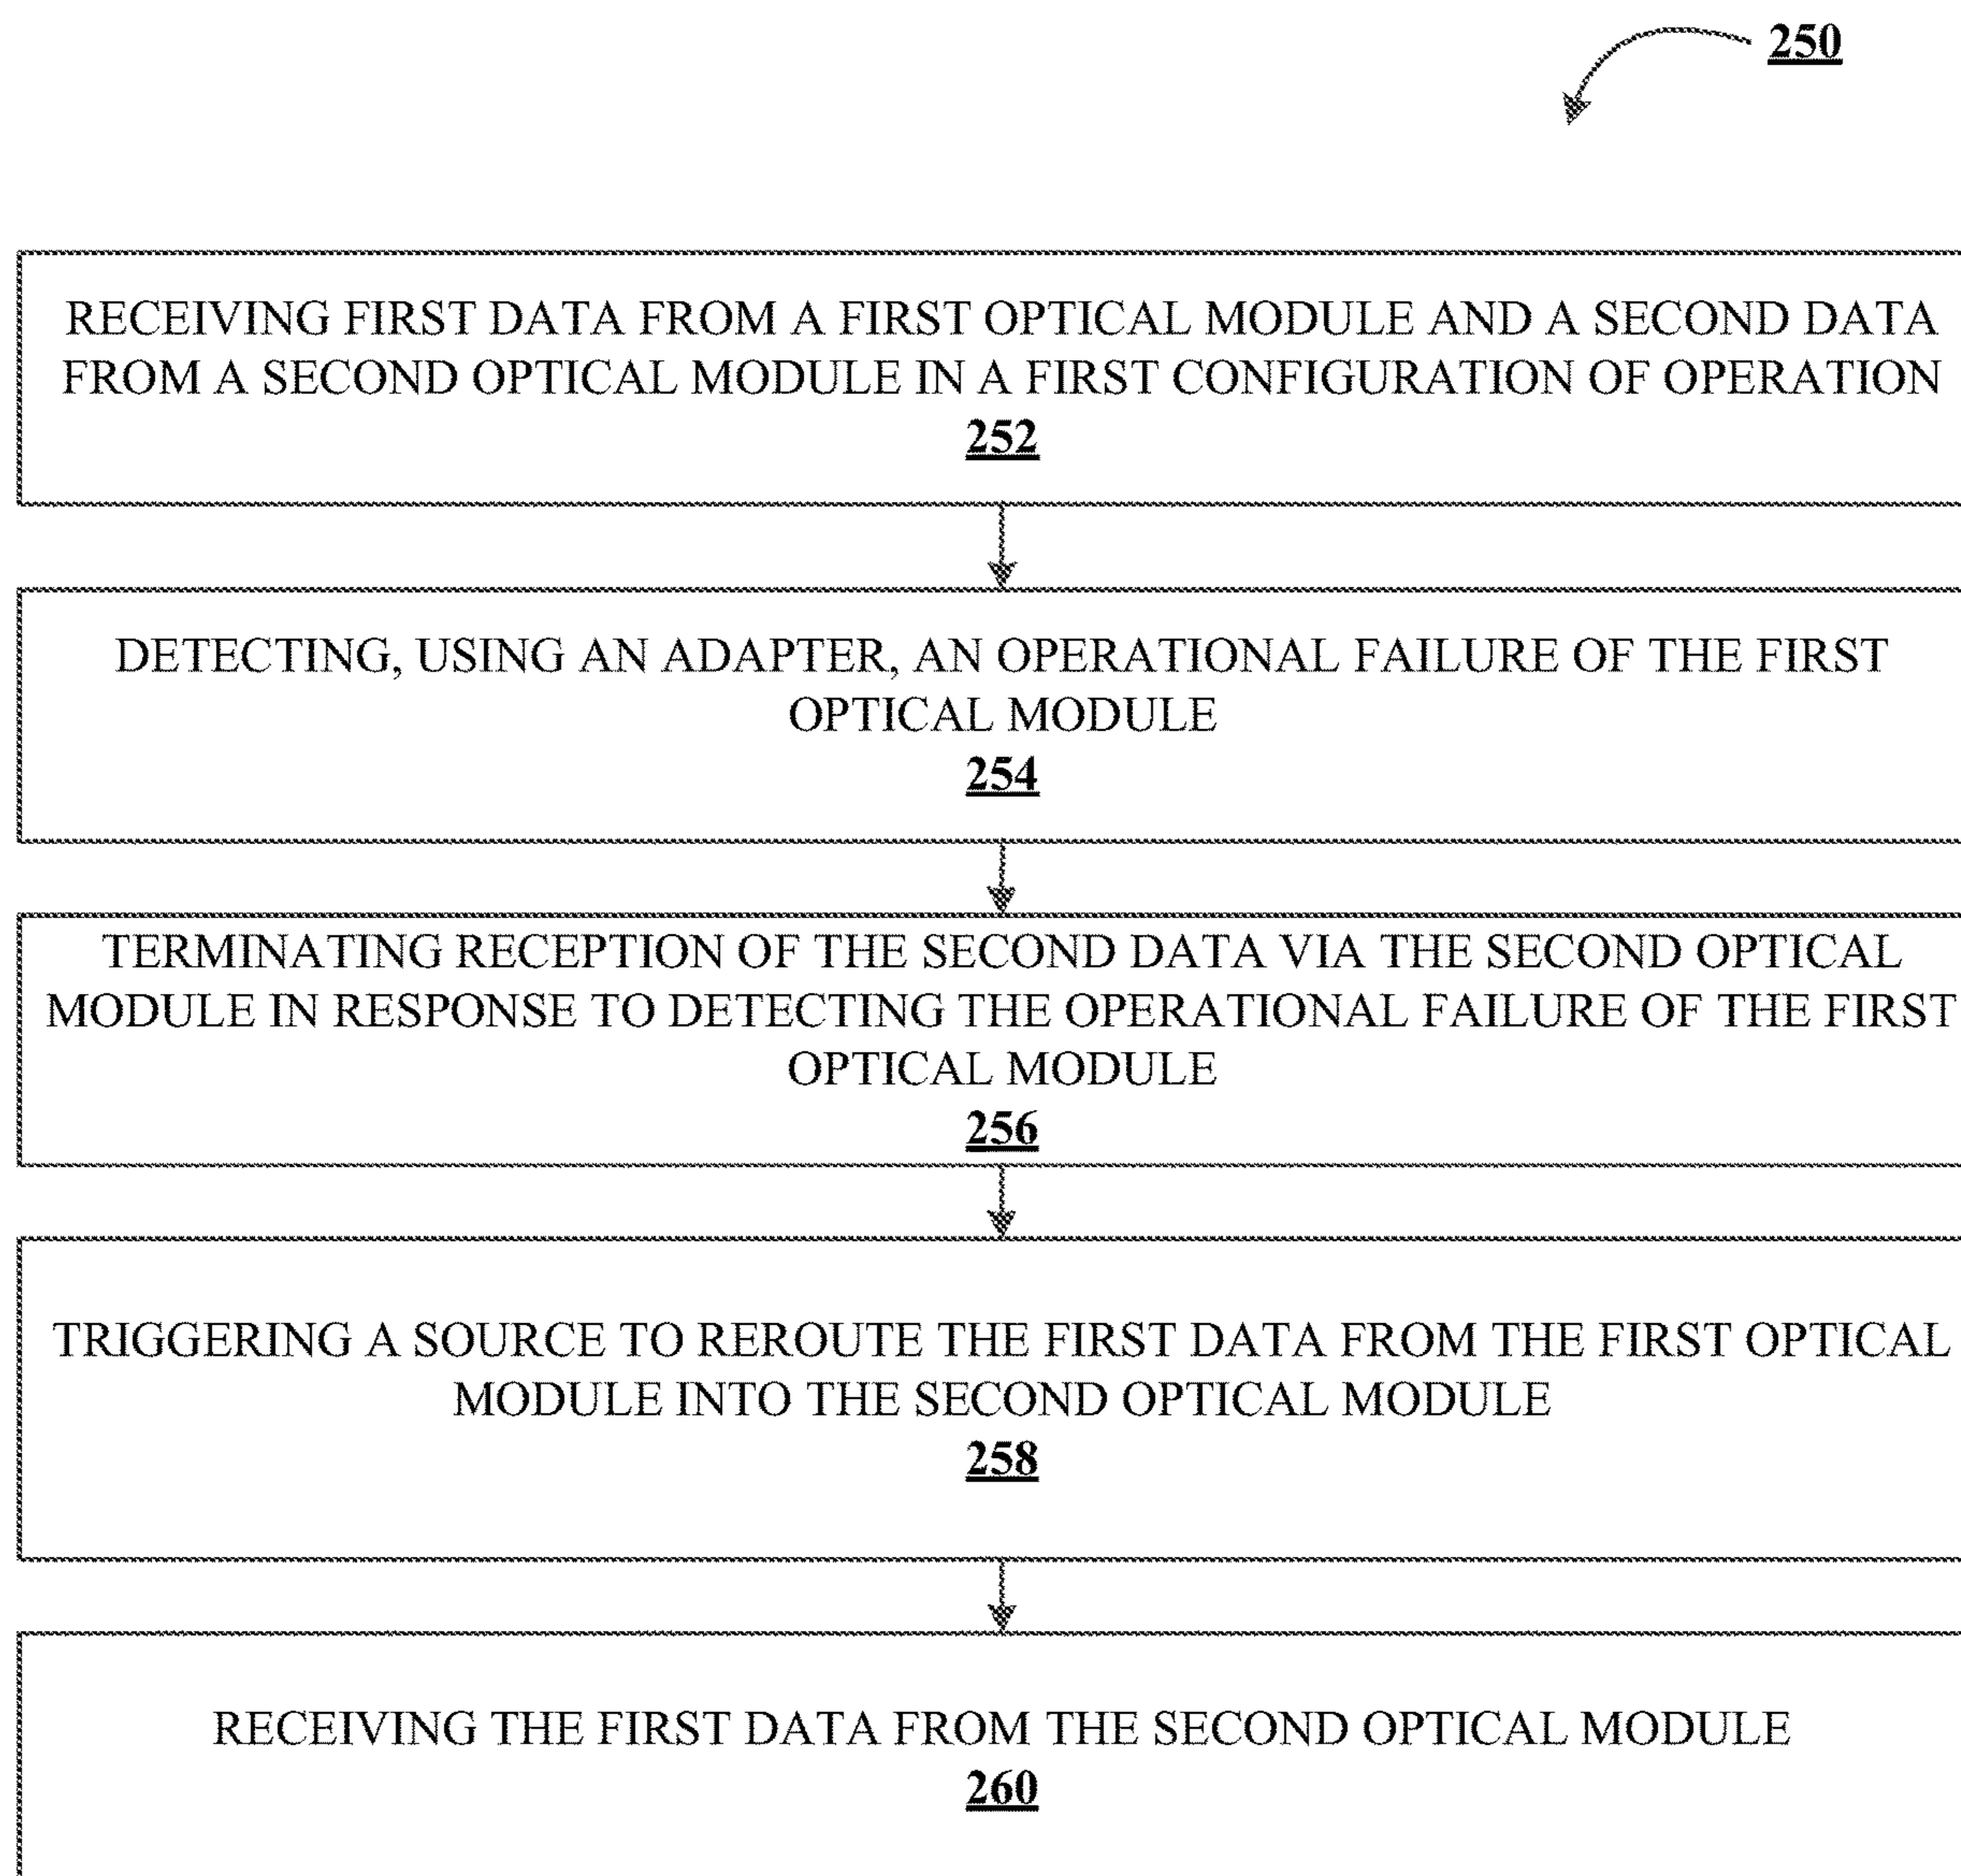 250
RECEIVING FIRST DATA FROM A FIRST OPTICAL MODULE AND A SECOND DATA
FROM A SECOND OPTICAL MODULE IN A FIRST CONFIGURATION OF OPERATION
252
DETECTING, USING AN ADAPTER, AN OPERATIONAL FAILURE OF THE FIRST
OPTICAL MODULE
254
TERMINATING RECEPTION OF THE SECOND DATA VIA THE SECOND OPTICAL
MODULE IN RESPONSE TO DETECTING THE OPERATIONAL FAILURE OF THE FIRST
OPTICAL MODULE
256
TRIGGERING A SOURCE TO REROUTE THE FIRST DATA FROM THE FIRST OPTICAL
MODULE INTO THE SECOND OPTICAL MODULE
258
RECEIVING THE FIRST DATA FROM THE SECOND OPTICAL MODULE
260